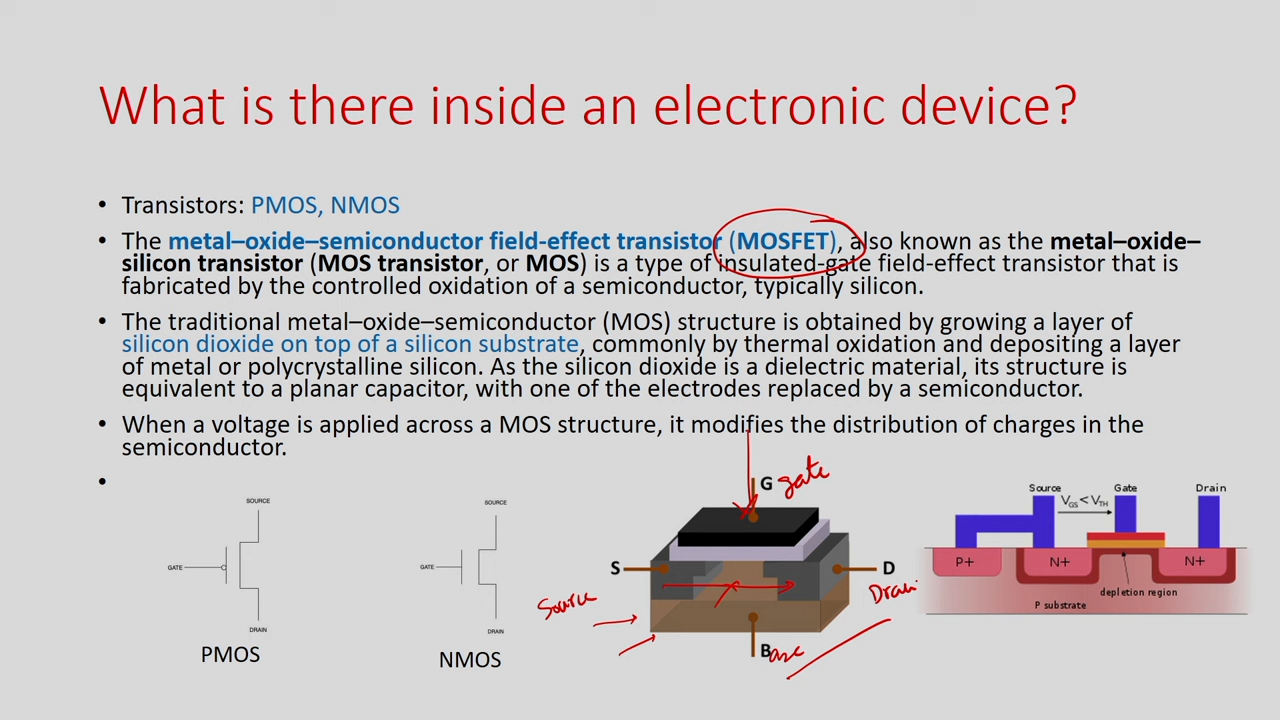 What is there inside an electronic device?
• Transistors: PMOS, NMOS
• The metal–oxide–semiconductor field-effect transistor (MOSFET), also known as the metal–oxide–
silicon transistor (MOS transistor, or MOS) is a type of insulated-gate field-effect transistor that is
fabricated by the controlled oxidation of a semiconductor, typically silicon.
• The traditional metal–oxide–semiconductor (MOS) structure is obtained by growing a layer of
silicon dioxide on top of a silicon substrate, commonly by thermal oxidation and depositing a layer
of metal or polycrystalline silicon. As the silicon dioxide is a dielectric material, its structure is
equivalent to a planar capacitor, with one of the electrodes replaced by a semiconductor.
• When a voltage is applied across a MOS structure, it modifies the distribution of charges in the
semiconductor.
•
SOURCE
GATE
DRAIN
PMOS
SOURCE
GATE
DRAIN
NMOS
G gate
S
D
Source
Drain
Base
Source
VGS < VTH
Gate
Drain
P+
N+
N+
depletion region
P substrate